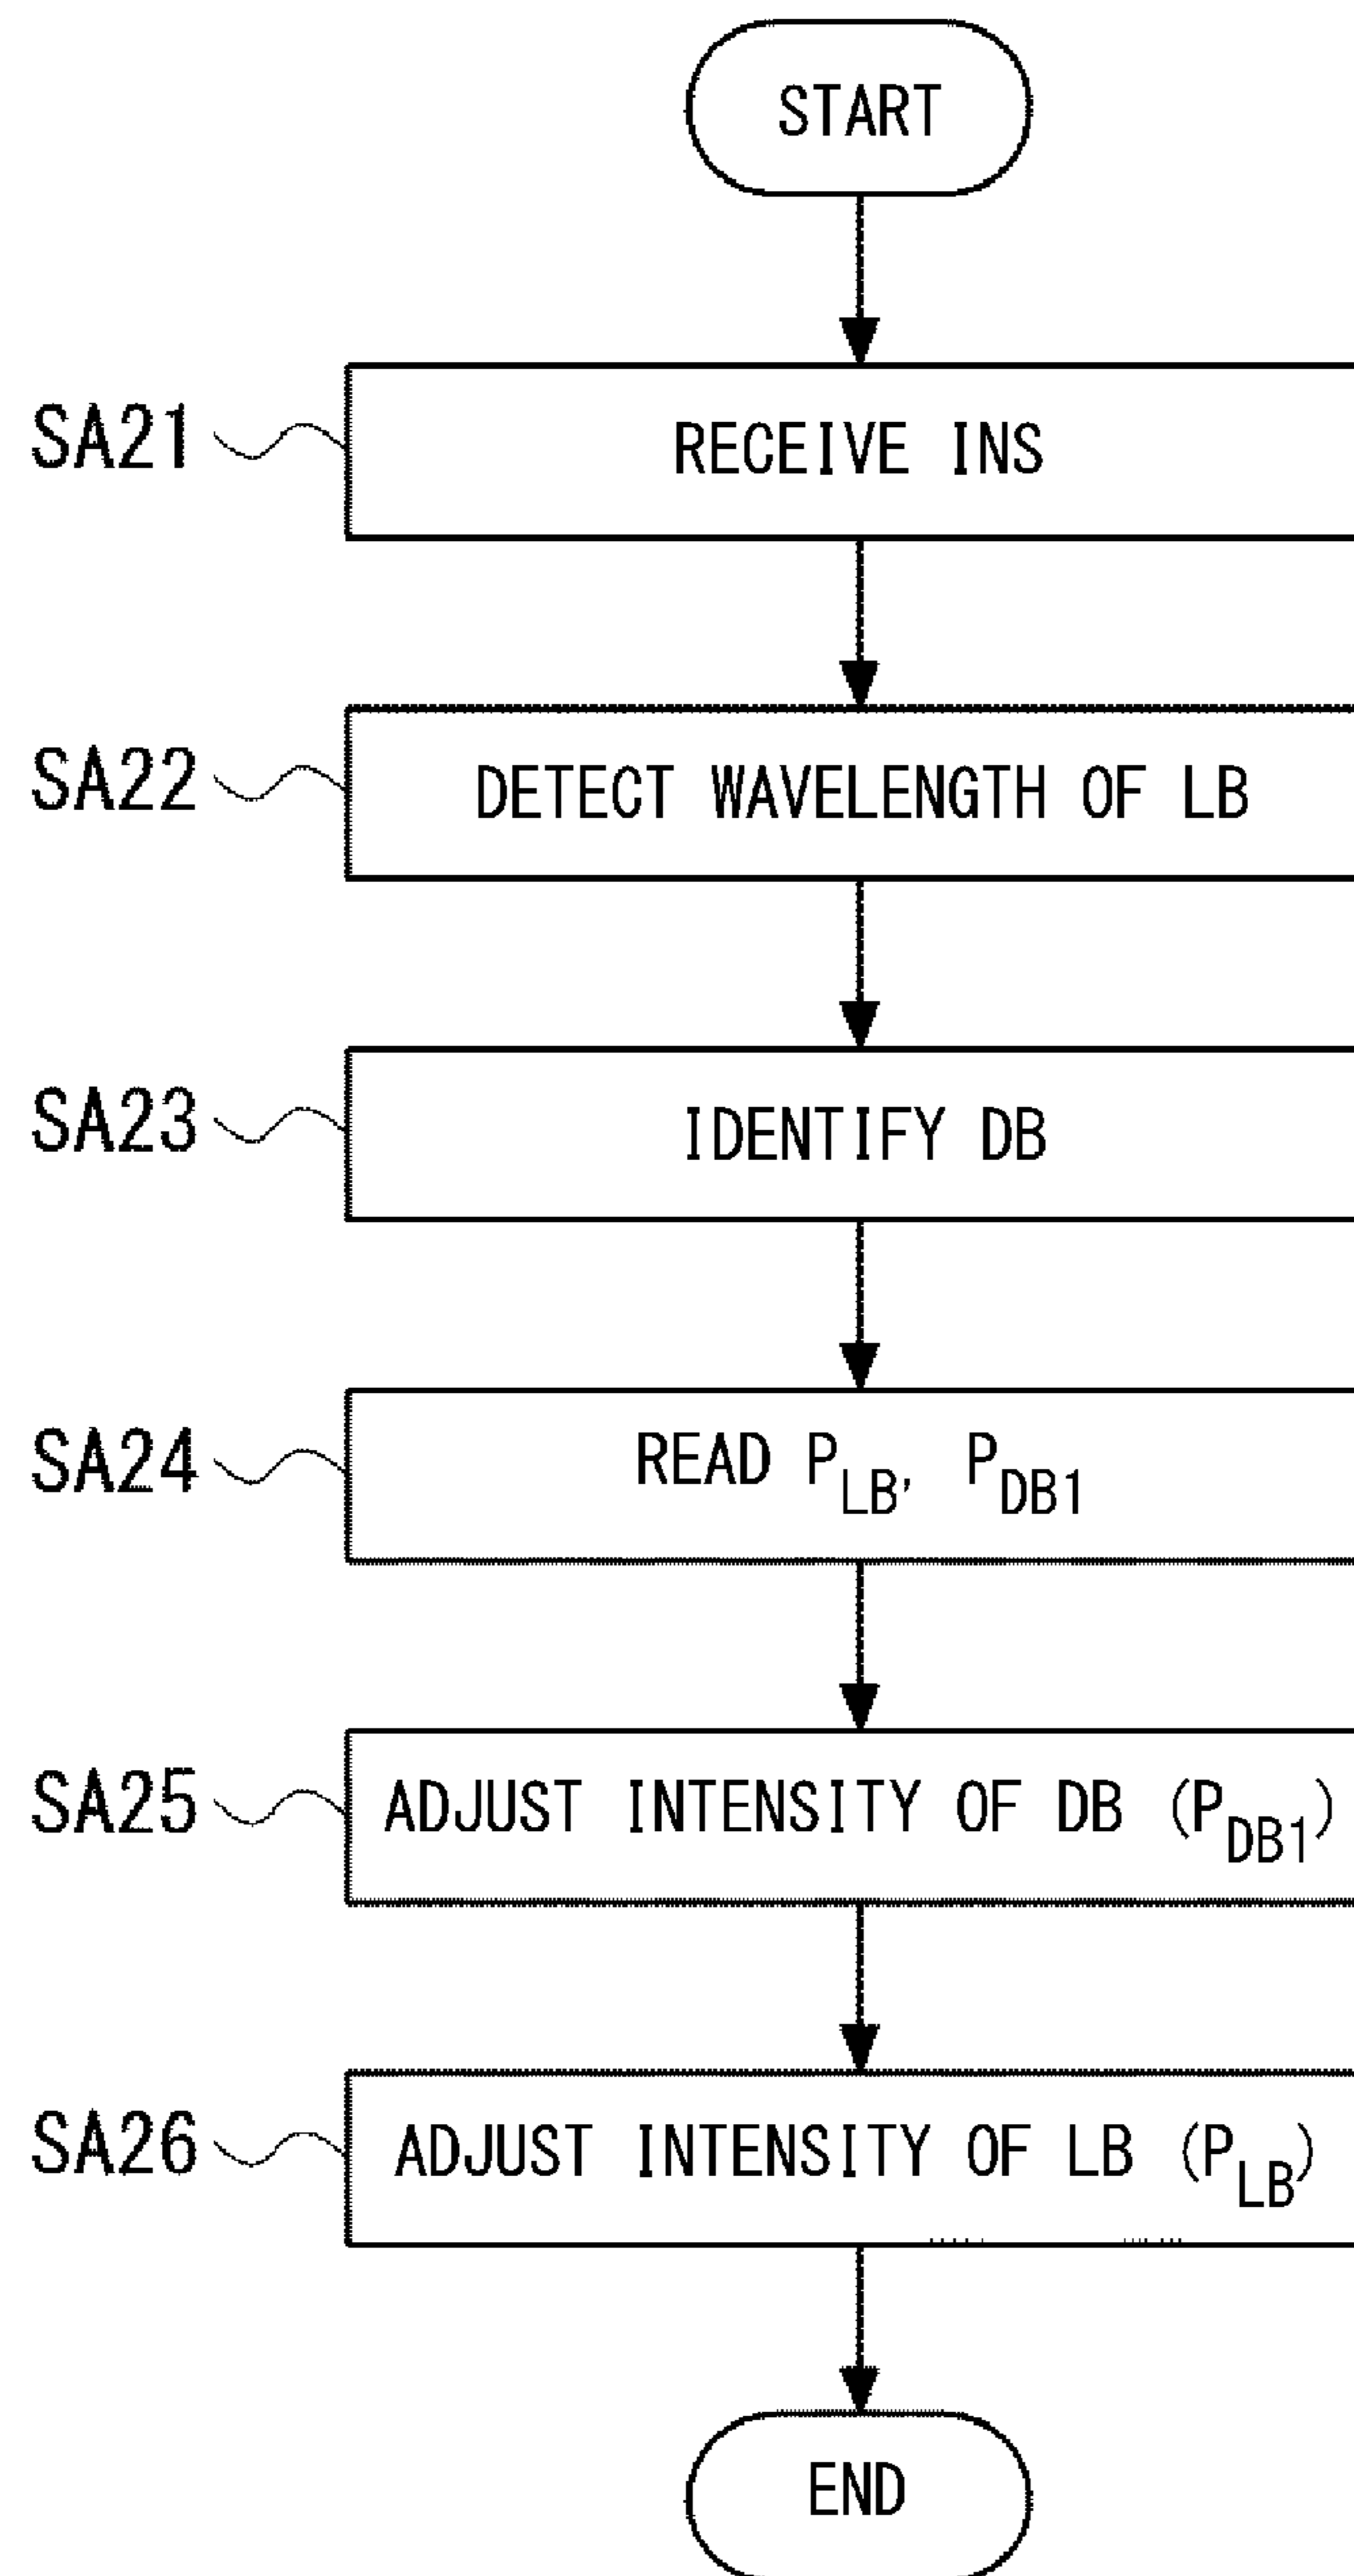 START
SA21 RECEIVE INS
SA22 DETECT WAVELENGTH OF LB
SA23 IDENTIFY DB
SA24 READ P_LB, P_DB1
SA25 ADJUST INTENSITY OF DB (P_DB1)
SA26 ADJUST INTENSITY OF LB (P_LB)
END